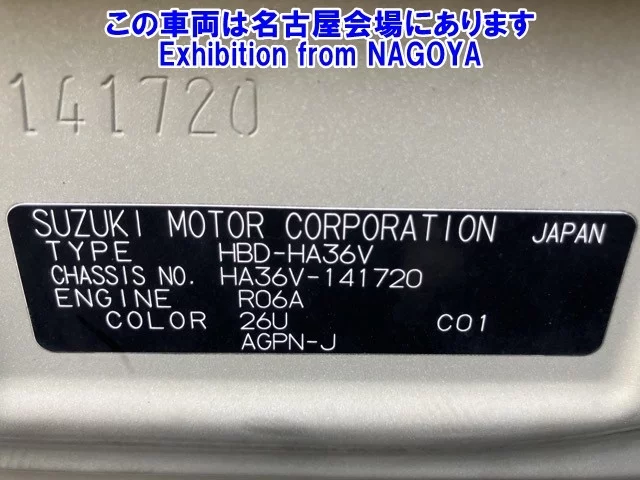 この車両は名古屋会場にあります
Exhibition from NAGOYA
141720
SUZUKI MOTOR CORPORATION JAPAN
TYPE HBD-HA36V
CHASSIS NO. HA36V-141720
ENGINE R06A
COLOR 26U C01
AGPN-J